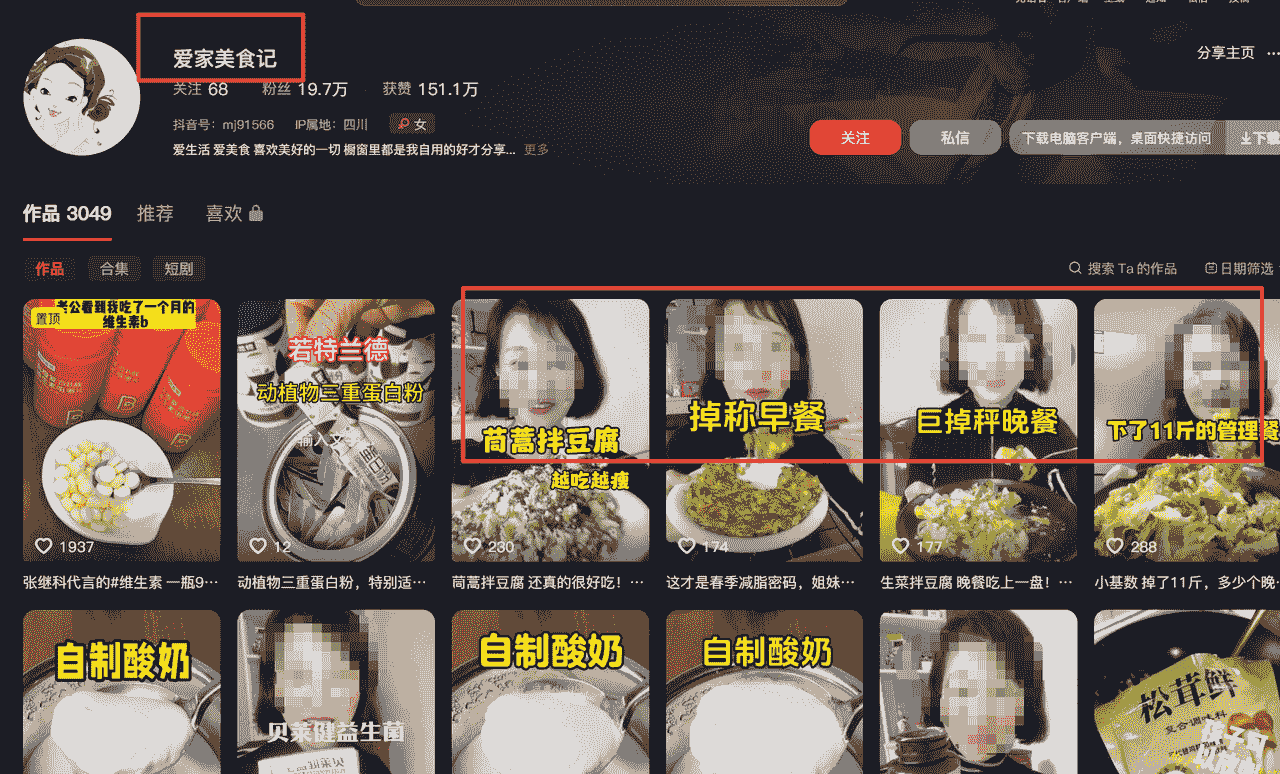 爱家美食记
分享主页 ···
关注 68 粉丝 19.7万 获赞 151.1万
抖音号：mj91566 IP属地：四川 女
关注 私信 下载电脑客户端，桌面快捷访问 下载
爱生活 爱美食 喜欢美好的一切 橱窗里都是我自用的好才分享... 更多
作品 3049 推荐 喜欢
作品 合集 短剧
搜索 Ta 的作品 日期筛选
置顶
老公看到我吃了一个月的
维生素b
1937
张继科代言的#维生素 一瓶9···
若特兰德
动植物三重蛋白粉
输入文字
12
动植物三重蛋白粉，特别适···
茼蒿拌豆腐
越吃越瘦
230
茼蒿拌豆腐 还真的很好吃！···
掉称早餐
174
这才是春季减脂密码，姐妹···
巨掉秤晚餐
177
生菜拌豆腐 晚餐吃上一盘！···
下了11斤的管理餐
288
小基数 掉了11斤，多少个晚···
自制酸奶
贝莱健益生菌
自制酸奶
自制酸奶
松茸鲜